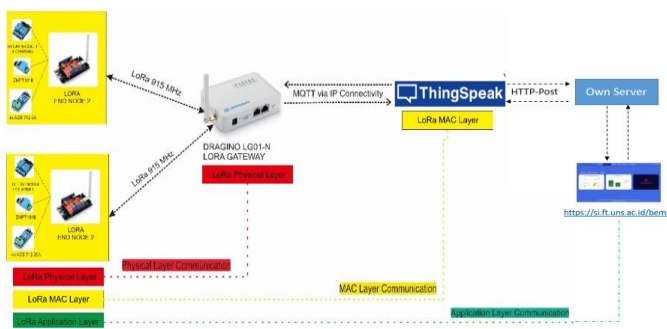 LORA
END NODE 2
LoRa 915 MHz
MQTT via IP Connectivity
ThingSpeak
HTTP-Post
Own Server
LoRa MAC Layer
DRAGINO LG01-N
LORA GATEWAY
LoRa Physical Layer
LoRa 915 MHz
https://si.ft.uns.ac.id/bem
LORA
END NODE 2
Physical Layer Communication
LoRa Physical Layer
MAC Layer Communication
LoRa MAC Layer
Application Layer Communication
LoRa Application Layer